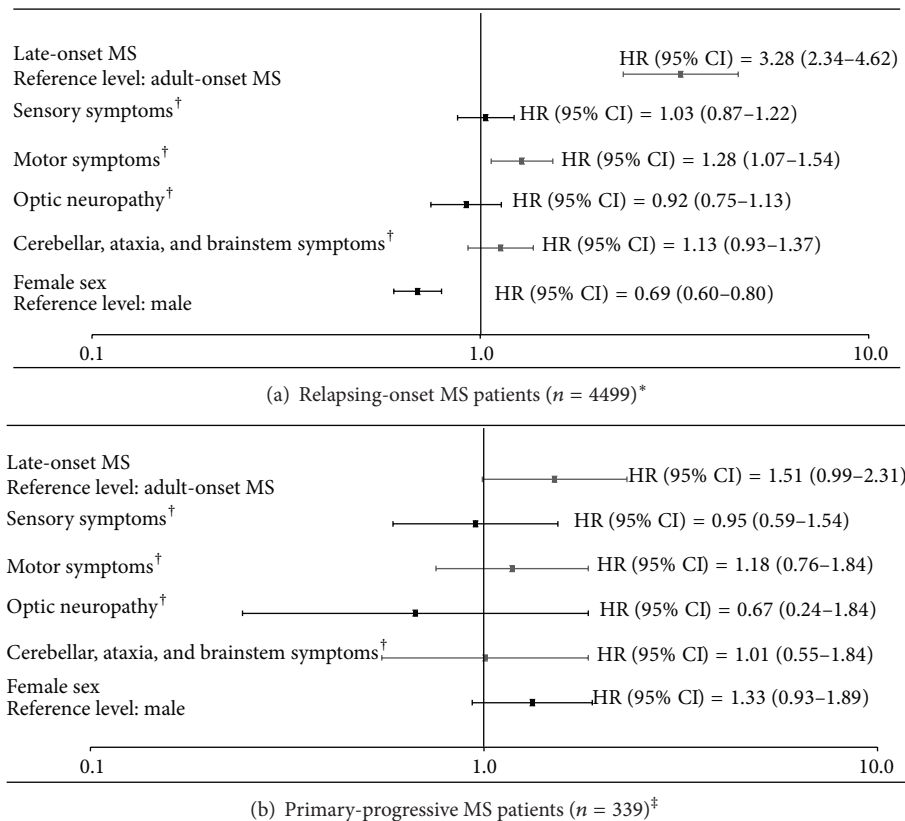 Late-onset MS
Reference level: adult-onset MS
HR (95% CI) = 3.28 (2.34–4.62)
Sensory symptoms†
HR (95% CI) = 1.03 (0.87–1.22)
Motor symptoms†
HR (95% CI) = 1.28 (1.07–1.54)
Optic neuropathy†
HR (95% CI) = 0.92 (0.75–1.13)
Cerebellar, ataxia, and brainstem symptoms†
HR (95% CI) = 1.13 (0.93–1.37)
Female sex
Reference level: male
HR (95% CI) = 0.69 (0.60–0.80)
0.1 1.0 10.0
(a) Relapsing-onset MS patients (n = 4499)*
Late-onset MS
Reference level: adult-onset MS
HR (95% CI) = 1.51 (0.99–2.31)
Sensory symptoms†
HR (95% CI) = 0.95 (0.59–1.54)
Motor symptoms†
HR (95% CI) = 1.18 (0.76–1.84)
Optic neuropathy†
HR (95% CI) = 0.67 (0.24–1.84)
Cerebellar, ataxia, and brainstem symptoms†
HR (95% CI) = 1.01 (0.55–1.84)
Female sex
Reference level: male
HR (95% CI) = 1.33 (0.93–1.89)
0.1 1.0 10.0
(b) Primary-progressive MS patients (n = 339)‡